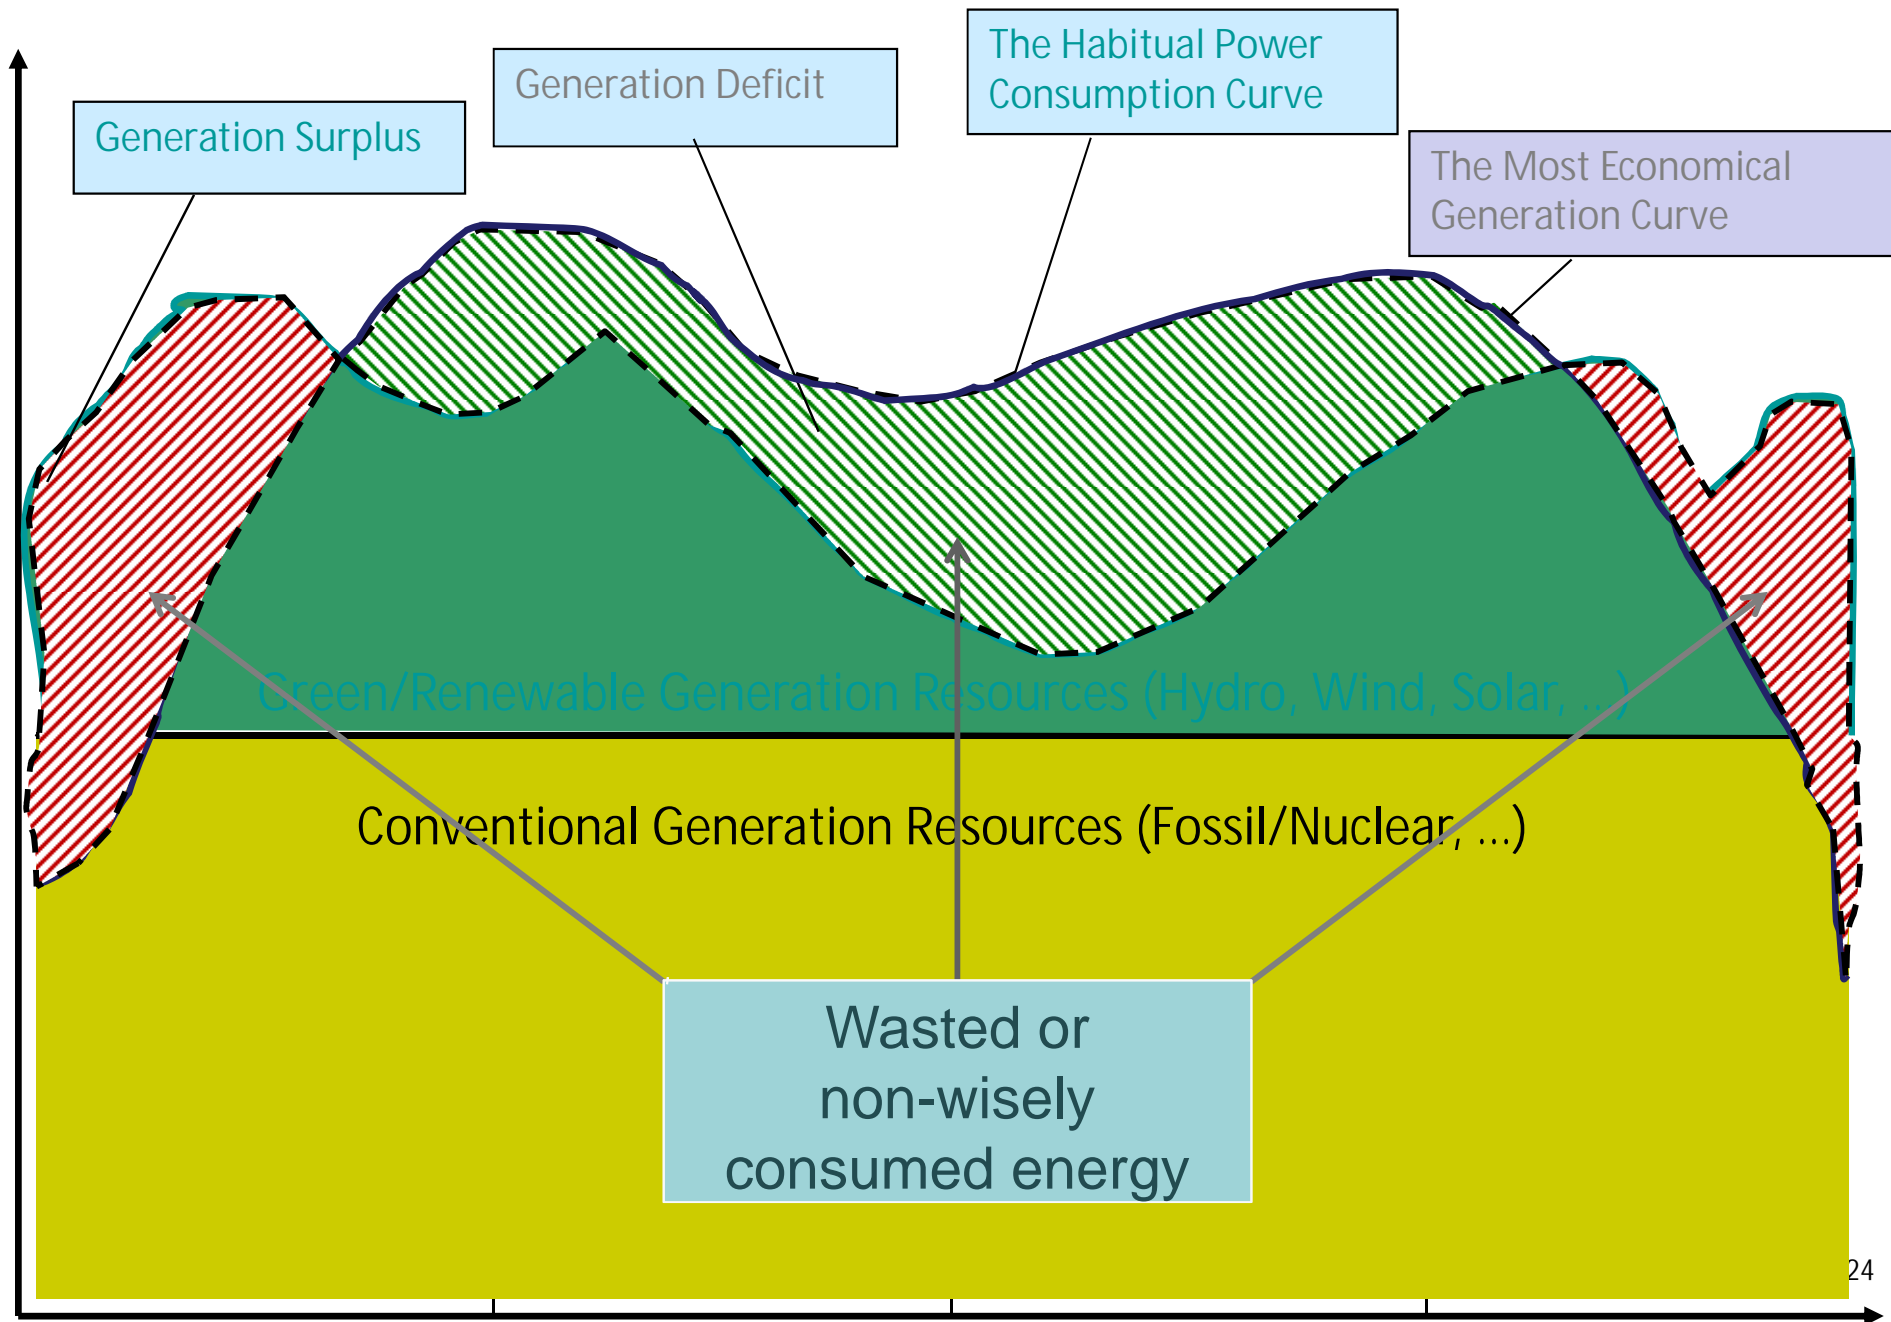 The Habitual Power
Consumption Curve
Generation Deficit
Generation Surplus
The Most Economical
Generation Curve
Green/Renewable Generation Resources (Hydro, Wind, Solar, ...)
Conventional Generation Resources (Fossil/Nuclear, ...)
Wasted or
non-wisely
consumed energy
24